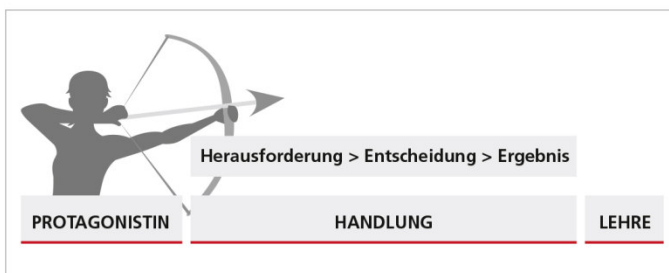 Herausforderung > Entscheidung > Ergebnis
PROTAGONISTIN HANDLUNG LEHRE